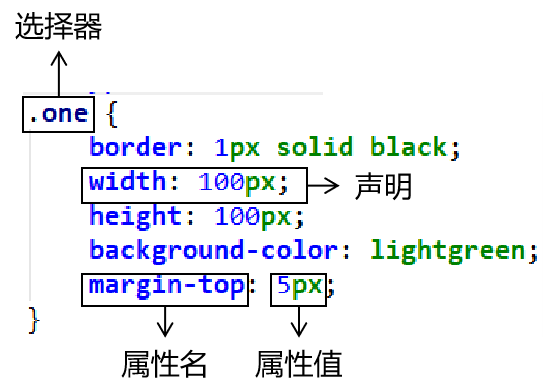 选择器
.one {
border: 1px solid black;
width: 100px; 声明
height: 100px;
background-color: lightgreen;
margin-top: 5px;
}
属性名 属性值